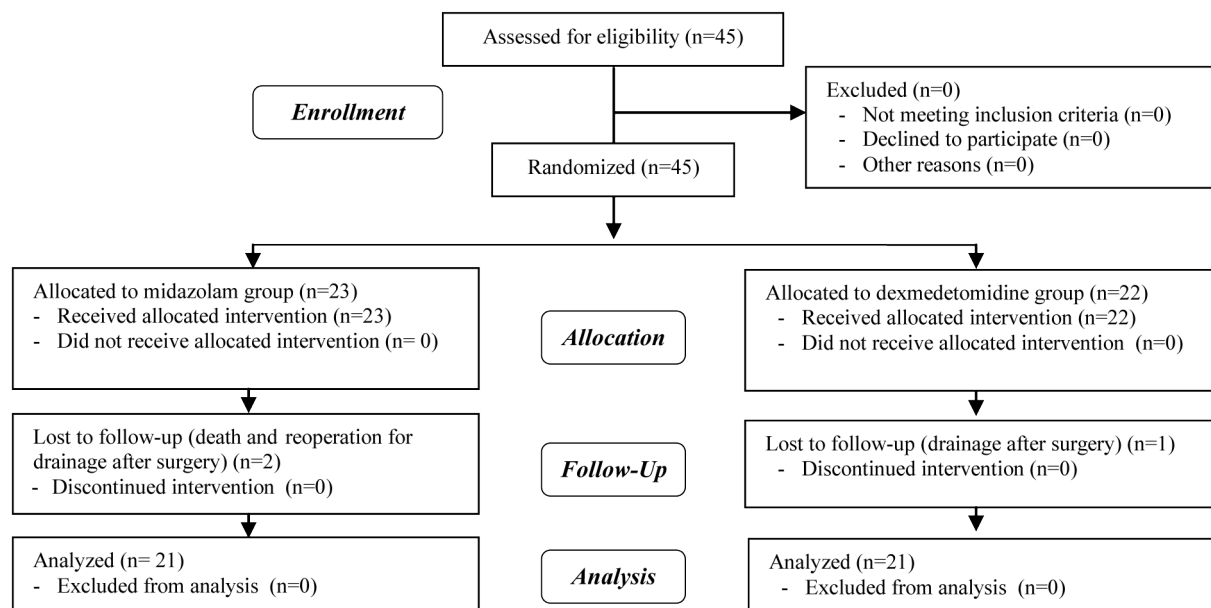 Assessed for eligibility (n=45)
Enrollment
Excluded (n=0)
- Not meeting inclusion criteria (n=0)
- Declined to participate (n=0)
- Other reasons (n=0)
Randomized (n=45)
Allocated to midazolam group (n=23)
- Received allocated intervention (n=23)
- Did not receive allocated intervention (n= 0)
Allocation
Allocated to dexmedetomidine group (n=22)
- Received allocated intervention (n=22)
- Did not receive allocated intervention (n=0)
Lost to follow-up (death and reoperation for
drainage after surgery) (n=2)
- Discontinued intervention (n=0)
Follow-Up
Lost to follow-up (drainage after surgery) (n=1)
- Discontinued intervention (n=0)
Analyzed (n= 21)
- Excluded from analysis (n=0)
Analysis
Analyzed (n=21)
- Excluded from analysis (n=0)